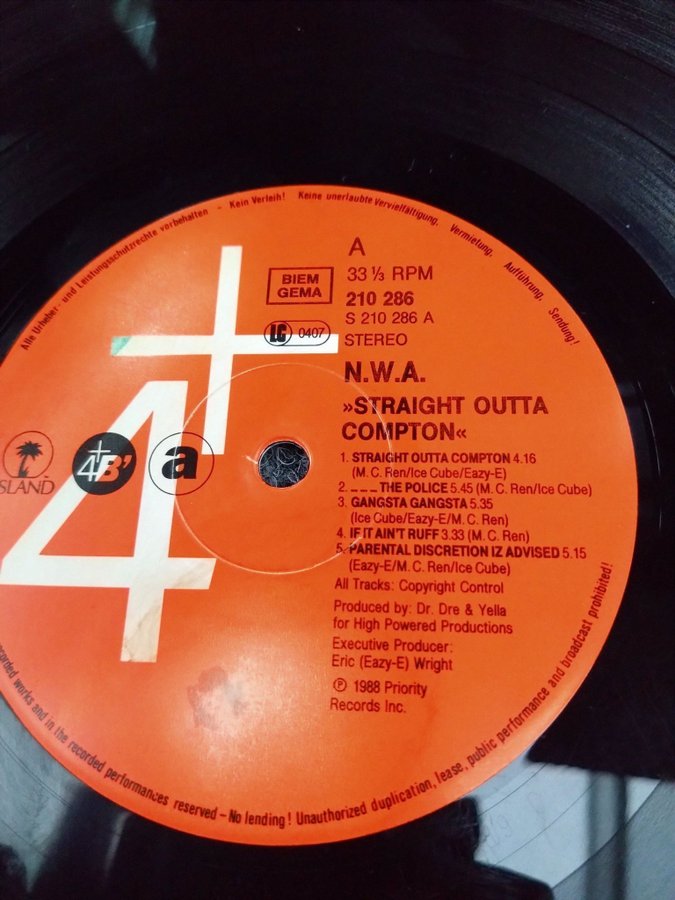 Alle Urheber- und Leistungsschutzrechte vorbehalten - Kein Verleih! Keine unerlaubte Vervielfältigung, Vermietung, Aufführung, Sendung!
A
BIEM
GEMA
33 ⅓ RPM
210 286
S 210 286 A
LC 0407
STEREO
N.W.A.
»STRAIGHT OUTTA
COMPTON«
1. STRAIGHT OUTTA COMPTON 4.16
(M. C. Ren/Ice Cube/Eazy-E)
2. _ _ _ THE POLICE 5.45 (M. C. Ren/Ice Cube)
3. GANGSTA GANGSTA 5.35
(Ice Cube/Eazy-E/M. C. Ren)
4. IF IT AIN'T RUFF 3.33 (M. C. Ren)
5. PARENTAL DISCRETION IZ ADVISED 5.15
(Eazy-E/M. C. Ren/Ice Cube)
All Tracks: Copyright Control
Produced by: Dr. Dre & Yella
for High Powered Productions
Executive Producer:
Eric (Eazy-E) Wright
℗ 1988 Priority
Records Inc.
4
SLAND
4 B'
a
corded works and in the recorded performances reserved – No lending! Unauthorized duplication, lease, public performance and broadcast prohibited!